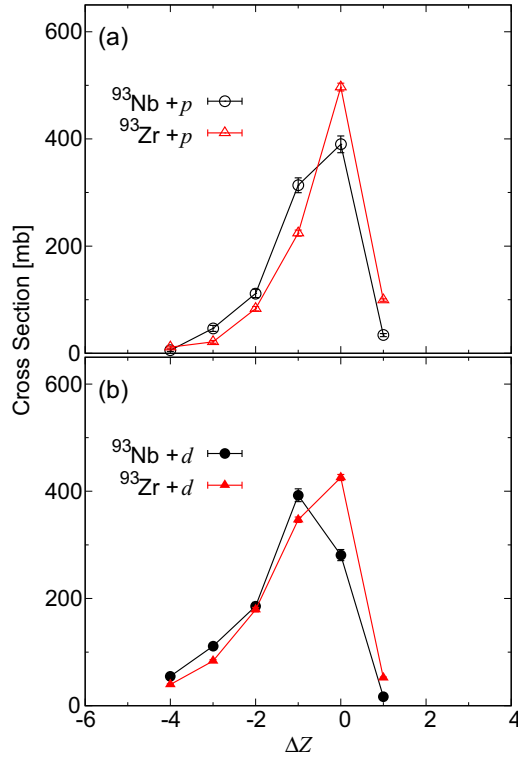 600
(a)
⁹³Nb + p
⁹³Zr + p
400
200
0
Cross Section [mb]
600
(b)
⁹³Nb + d
⁹³Zr + d
400
200
0
-6 -4 -2 0 2 4
ΔZ